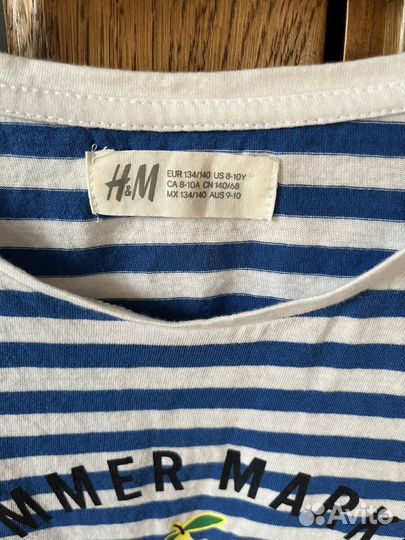 H&M
EUR 134/140 US 8-10Y
CA 8-10A CN 140/68
MX 134/140 AUS 9-10
MMER MARA
Avito